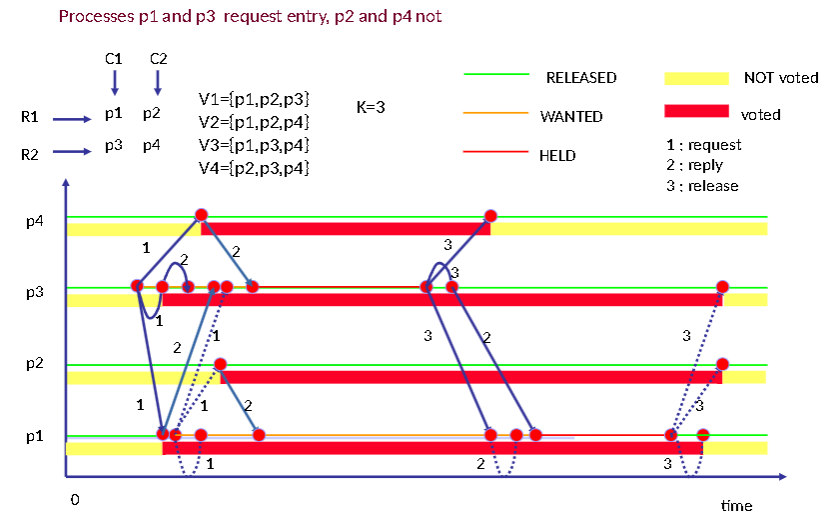 Processes p1 and p3 request entry, p2 and p4 not
C1 C2
R1 p1 p2
R2 p3 p4
V1={p1,p2,p3}
V2={p1,p2,p4}
V3={p1,p3,p4}
V4={p2,p3,p4}
K=3
RELEASED
WANTED
HELD
NOT voted
voted
1 : request
2 : reply
3 : release
p4
1
2
2
3
3
p3
1
2
1
3
2
3
p2
1
1
2
3
p1
1
2
3
0
time